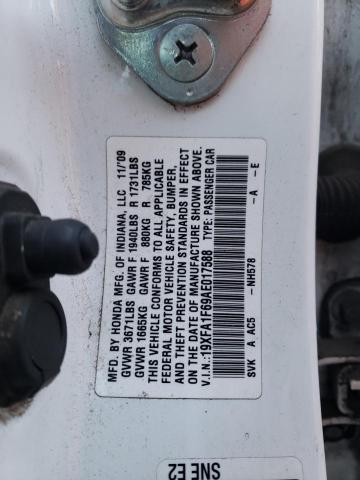 MFD. BY HONDA MFG. OF INDIANA, LLC 11/'09
GVWR 3671LBS GAWR F 1940LBS R 1731LBS
GVWR 1665KG GAWR F 880KG R 785KG
THIS VEHICLE CONFORMS TO ALL APPLICABLE
FEDERAL MOTOR VEHICLE SAFETY, BUMPER,
AND THEFT PREVENTION STANDARDS IN EFFECT
ON THE DATE OF MANUFACTURE SHOWN ABOVE.
V.I.N.:19XFA1F69AE017588 TYPE: PASSENGER CAR
SVK A AC5 -NH578 -A -E
SNE E2